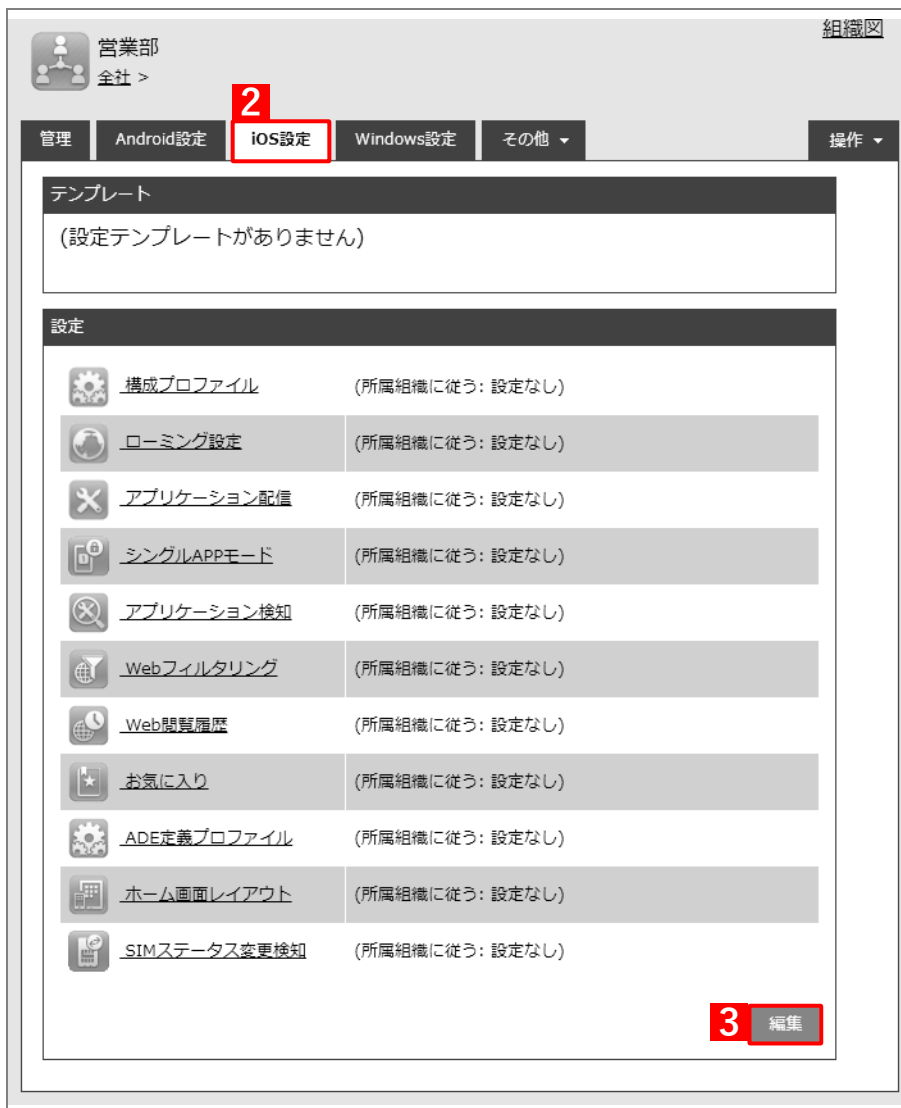 営業部
組織図
全社 >
2
管理 Android設定 iOS設定 Windows設定 その他 操作
テンプレート
(設定テンプレートがありません)
設定
構成プロファイル (所属組織に従う: 設定なし)
ローミング設定 (所属組織に従う: 設定なし)
アプリケーション配信 (所属組織に従う: 設定なし)
シングルAPPモード (所属組織に従う: 設定なし)
アプリケーション検知 (所属組織に従う: 設定なし)
Webフィルタリング (所属組織に従う: 設定なし)
Web閲覧履歴 (所属組織に従う: 設定なし)
お気に入り (所属組織に従う: 設定なし)
ADE定義プロファイル (所属組織に従う: 設定なし)
ホーム画面レイアウト (所属組織に従う: 設定なし)
SIMステータス変更検知 (所属組織に従う: 設定なし)
3 編集